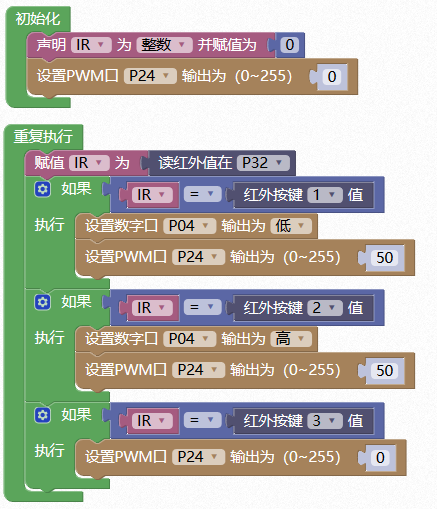 初始化
声明 IR 为 整数 并赋值为 0
设置PWM口 P24 输出为（0~255） 0
重复执行
赋值 IR 为 读红外值在 P32
如果 IR = 红外按键 1 值
执行 设置数字口 P04 输出为 低
设置PWM口 P24 输出为（0~255） 50
如果 IR = 红外按键 2 值
执行 设置数字口 P04 输出为 高
设置PWM口 P24 输出为（0~255） 50
如果 IR = 红外按键 3 值
执行 设置PWM口 P24 输出为（0~255） 0